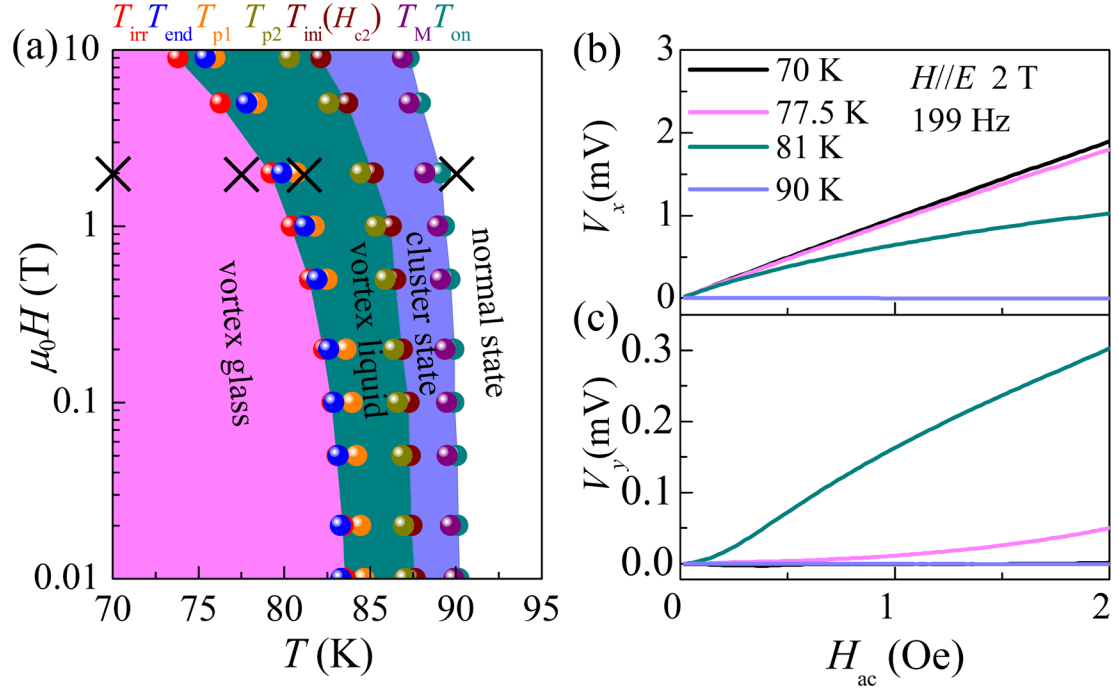 T_irr T_end T_p1 T_p2 T_ini(H_c2) T_M T_on
(a)
10
1
0.1
0.01
μ₀H (T)
vortex glass
vortex liquid
cluster state
normal state
70 75 80 85 90 95
T (K)
(b)
70 K
77.5 K
81 K
90 K
H//E 2 T
199 Hz
3
2
1
0
V_x(mV)
(c)
0.3
0.2
0.1
0.0
V_y(mV)
0 1 2
H_ac (Oe)